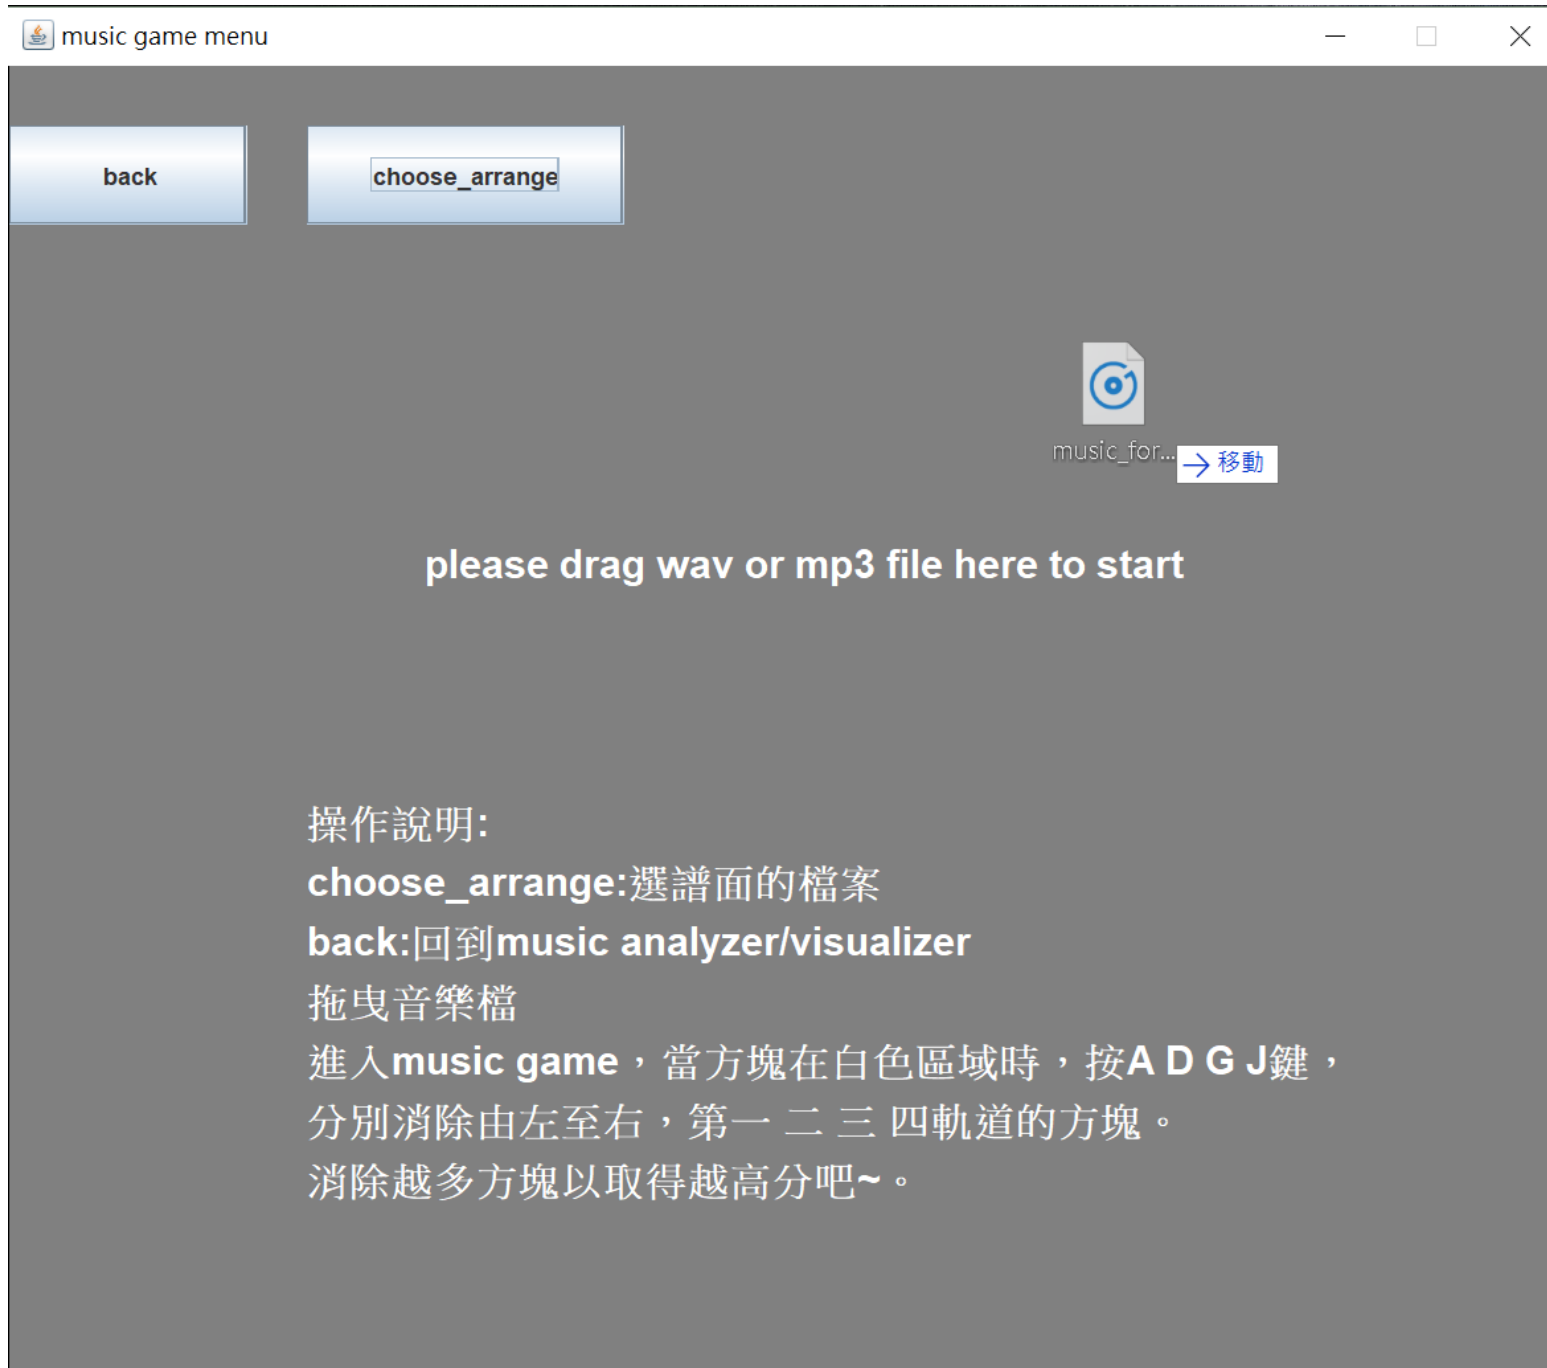 music game menu
back
choose_arrange
music_for...
移動
please drag wav or mp3 file here to start
操作說明:
choose_arrange:選譜面的檔案
back:回到music analyzer/visualizer
拖曳音樂檔
進入music game，當方塊在白色區域時，按A D G J鍵，
分別消除由左至右，第一 二 三 四軌道的方塊。
消除越多方塊以取得越高分吧~。